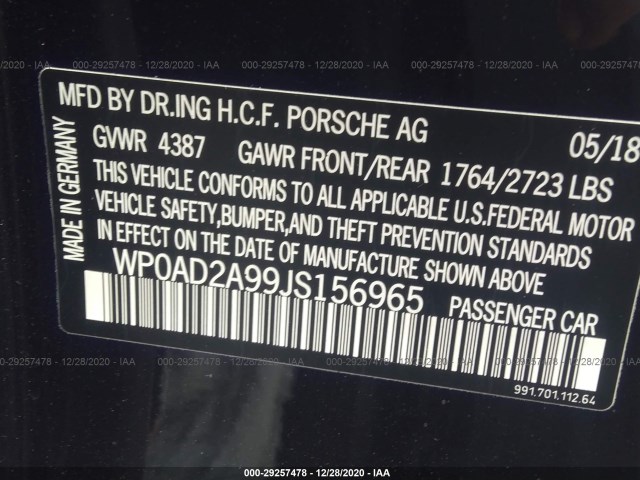 000-29257478 - 12/28/2020 - IAA
MFD BY DR.ING H.C.F. PORSCHE AG 05/18
GVWR 4387 GAWR FRONT/REAR 1764/2723 LBS
THIS VEHICLE CONFORMS TO ALL APPLICABLE U.S.FEDERAL MOTOR
VEHICLE SAFETY,BUMPER,AND THEFT PREVENTION STANDARDS
IN EFFECT ON THE DATE OF MANUFACTURE SHOWN ABOVE
WP0AD2A99JS156965 PASSENGER CAR
991.701.112.64
MADE IN GERMANY
000-29257478 - 12/28/2020 - IAA